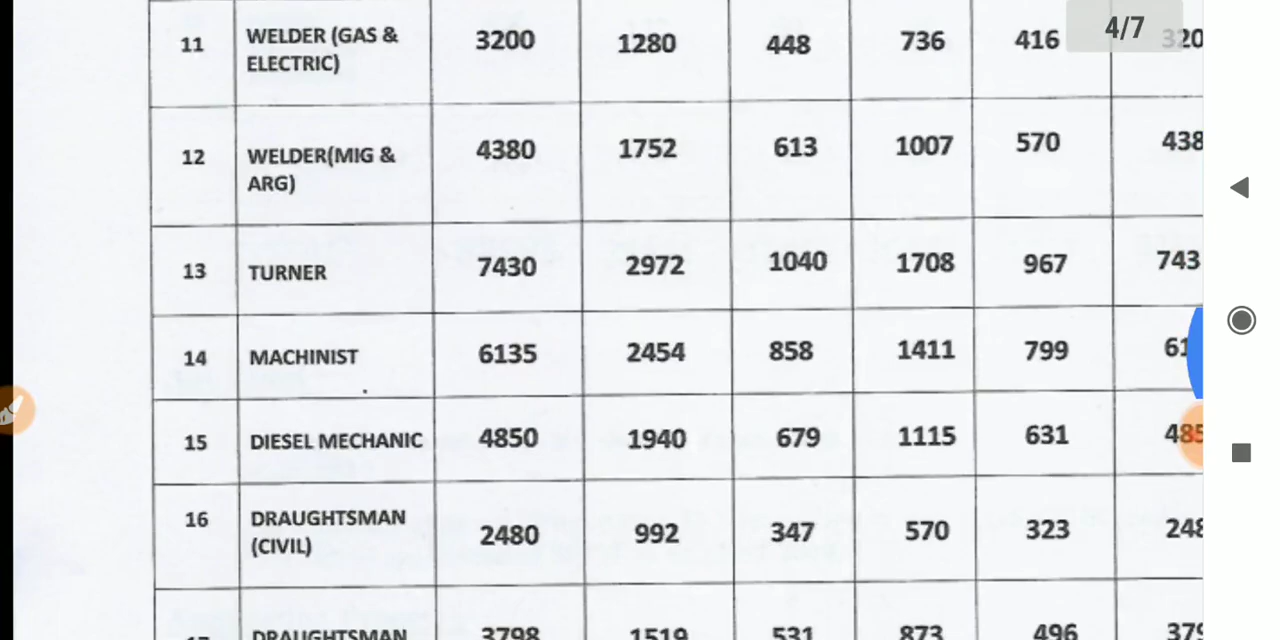 4/7
11 WELDER (GAS & ELECTRIC) 3200 1280 448 736 416 320
12 WELDER(MIG & ARG) 4380 1752 613 1007 570 438
13 TURNER 7430 2972 1040 1708 967 743
14 MACHINIST 6135 2454 858 1411 799 61
15 DIESEL MECHANIC 4850 1940 679 1115 631 485
16 DRAUGHTSMAN (CIVIL) 2480 992 347 570 323 248
17 DRAUGHTSMAN 3798 1519 531 873 496 379